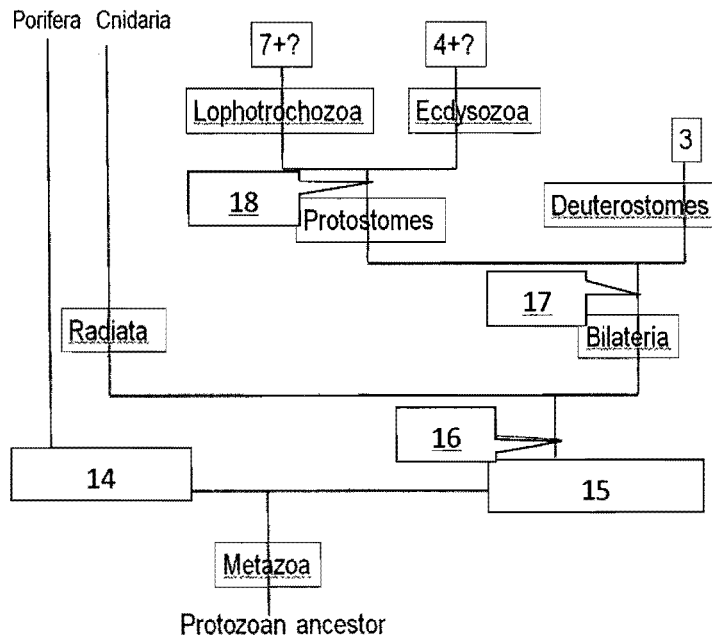 Porifera Cnidaria
7+? 4+?
Lophotrochozoa Ecdysozoa
3
18
Protostomes Deuterostomes
17
Radiata Bilateria
16
14 15
Metazoa
Protozoan ancestor